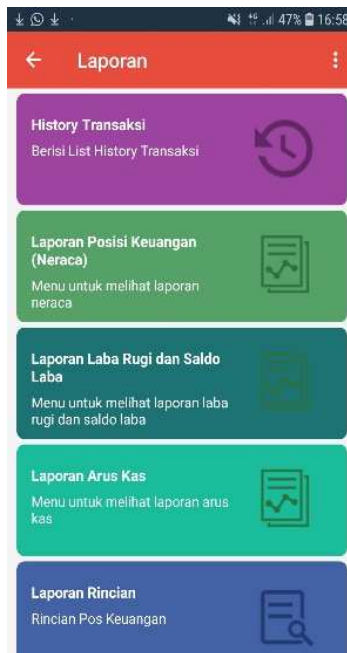 47% 16:58
Laporan
History Transaksi
Berisi List History Transaksi
Laporan Posisi Keuangan
(Neraca)
Menu untuk melihat laporan
neraca
Laporan Laba Rugi dan Saldo
Laba
Menu untuk melihat laporan laba
rugi dan saldo laba
Laporan Arus Kas
Menu untuk melihat laporan arus
kas
Laporan Rincian
Rincian Pos Keuangan